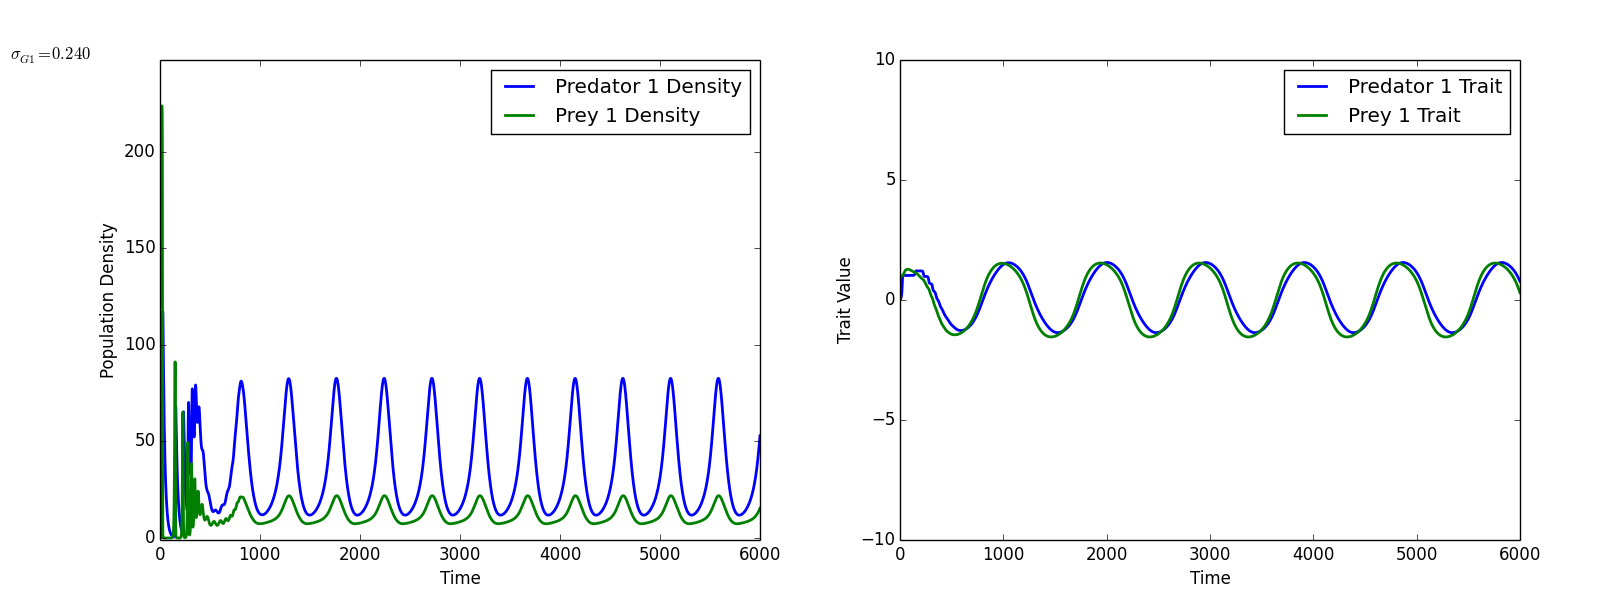 σ_G1=0.240
Predator 1 Density
Prey 1 Density
Population Density
200
150
100
50
0
0 1000 2000 3000 4000 5000 6000
Time
Predator 1 Trait
Prey 1 Trait
Trait Value
10
5
0
−5
−10
0 1000 2000 3000 4000 5000 6000
Time